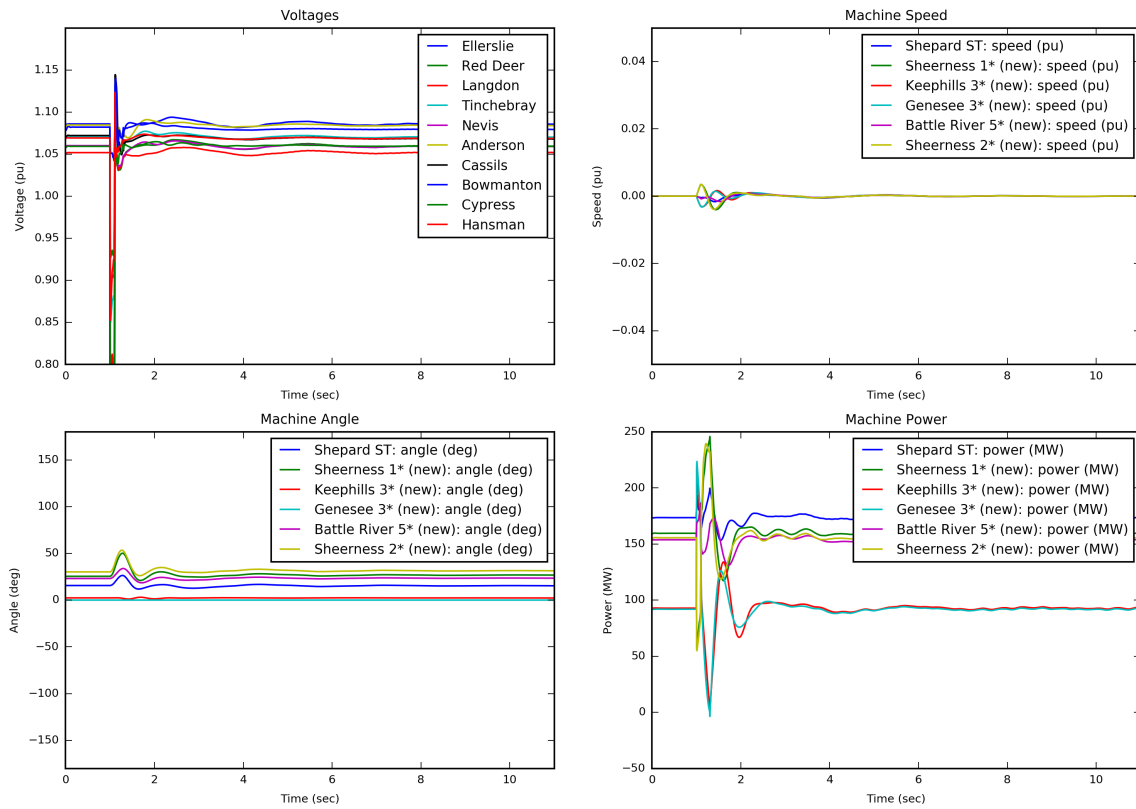 Voltages
1.15
1.10
1.05
1.00
0.95
0.90
0.85
0.80
Voltage (pu)
0 2 4 6 8 10
Time (sec)
Ellerslie
Red Deer
Langdon
Tinchebray
Nevis
Anderson
Cassils
Bowmanton
Cypress
Hansman
Machine Speed
0.04
0.02
0.00
−0.02
−0.04
Speed (pu)
0 2 4 6 8 10
Time (sec)
Shepard ST: speed (pu)
Sheerness 1* (new): speed (pu)
Keephills 3* (new): speed (pu)
Genesee 3* (new): speed (pu)
Battle River 5* (new): speed (pu)
Sheerness 2* (new): speed (pu)
Machine Angle
150
100
50
0
−50
−100
−150
Angle (deg)
0 2 4 6 8 10
Time (sec)
Shepard ST: angle (deg)
Sheerness 1* (new): angle (deg)
Keephills 3* (new): angle (deg)
Genesee 3* (new): angle (deg)
Battle River 5* (new): angle (deg)
Sheerness 2* (new): angle (deg)
Machine Power
250
200
150
100
50
0
−50
Power (MW)
0 2 4 6 8 10
Time (sec)
Shepard ST: power (MW)
Sheerness 1* (new): power (MW)
Keephills 3* (new): power (MW)
Genesee 3* (new): power (MW)
Battle River 5* (new): power (MW)
Sheerness 2* (new): power (MW)